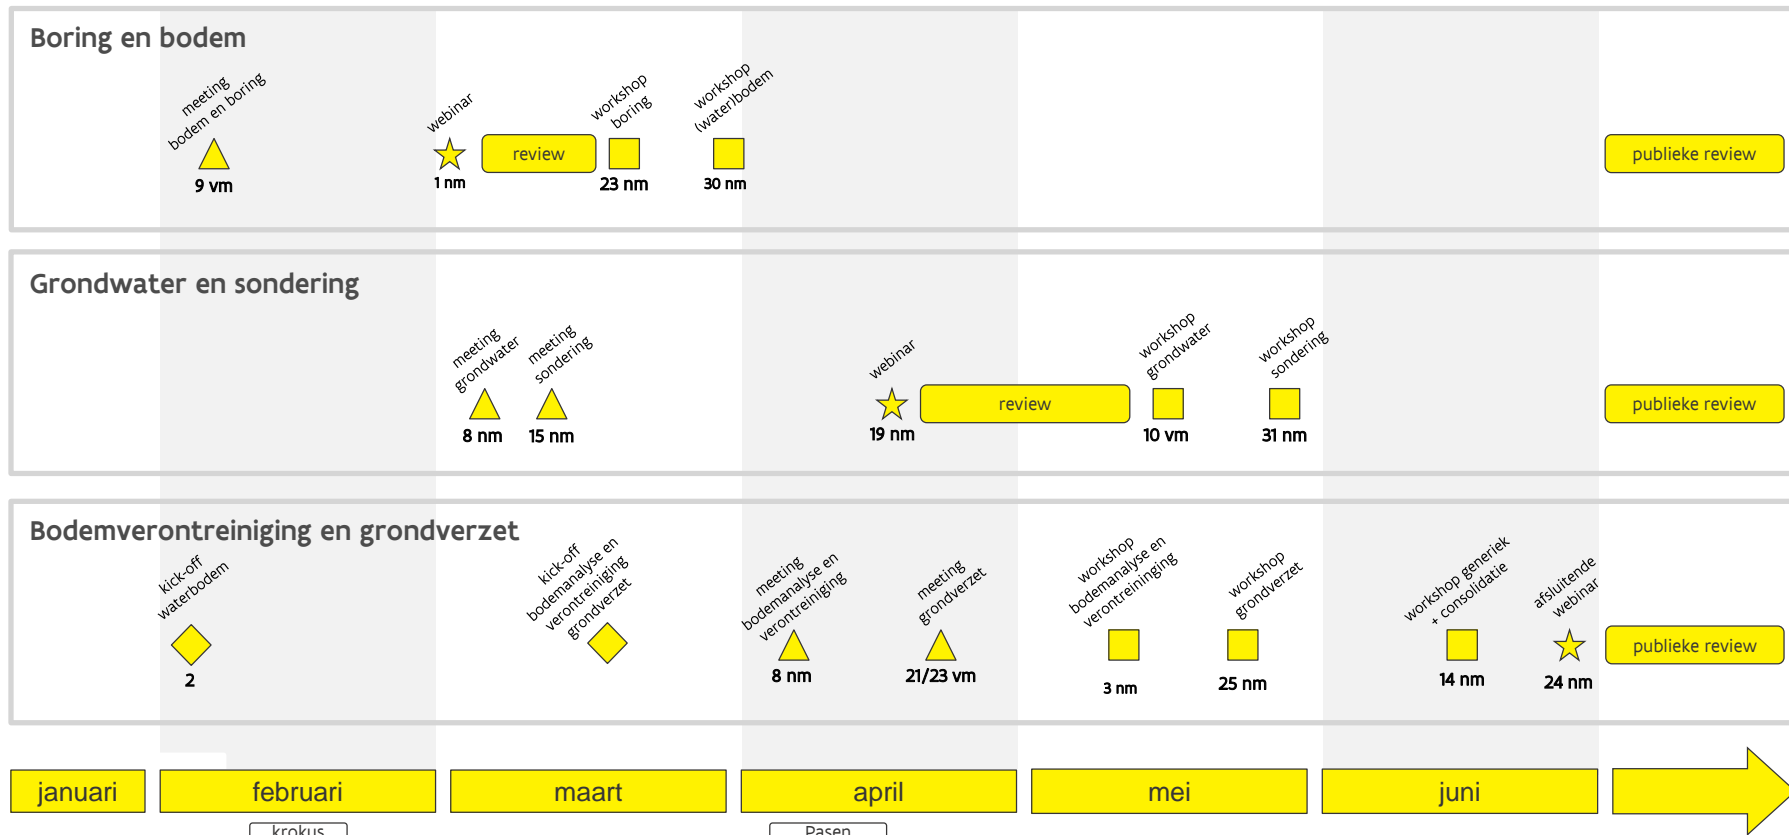 Boring en bodem
meeting
bodem en boring
9 vm
webinar
1 nm
review
workshop
boring
23 nm
workshop
(water)bodem
30 nm
publieke review
Grondwater en sondering
meeting
grondwater
8 nm
meeting
sondering
15 nm
webinar
19 nm
review
workshop
grondwater
10 vm
workshop
sondering
31 nm
publieke review
Bodemverontreiniging en grondverzet
kick-off
waterbodem
2
kick-off
bodemanalyse en
verontreiniging
grondverzet
meeting
bodemanalyse en
verontreiniging
8 nm
meeting
grondverzet
21/23 vm
workshop
bodemanalyse en
verontreininging
3 nm
workshop
grondverzet
25 nm
workshop generiek
+ consolidatie
14 nm
afsluitende
webinar
24 nm
publieke review
januari
februari
maart
april
mei
juni
krokus
Pasen